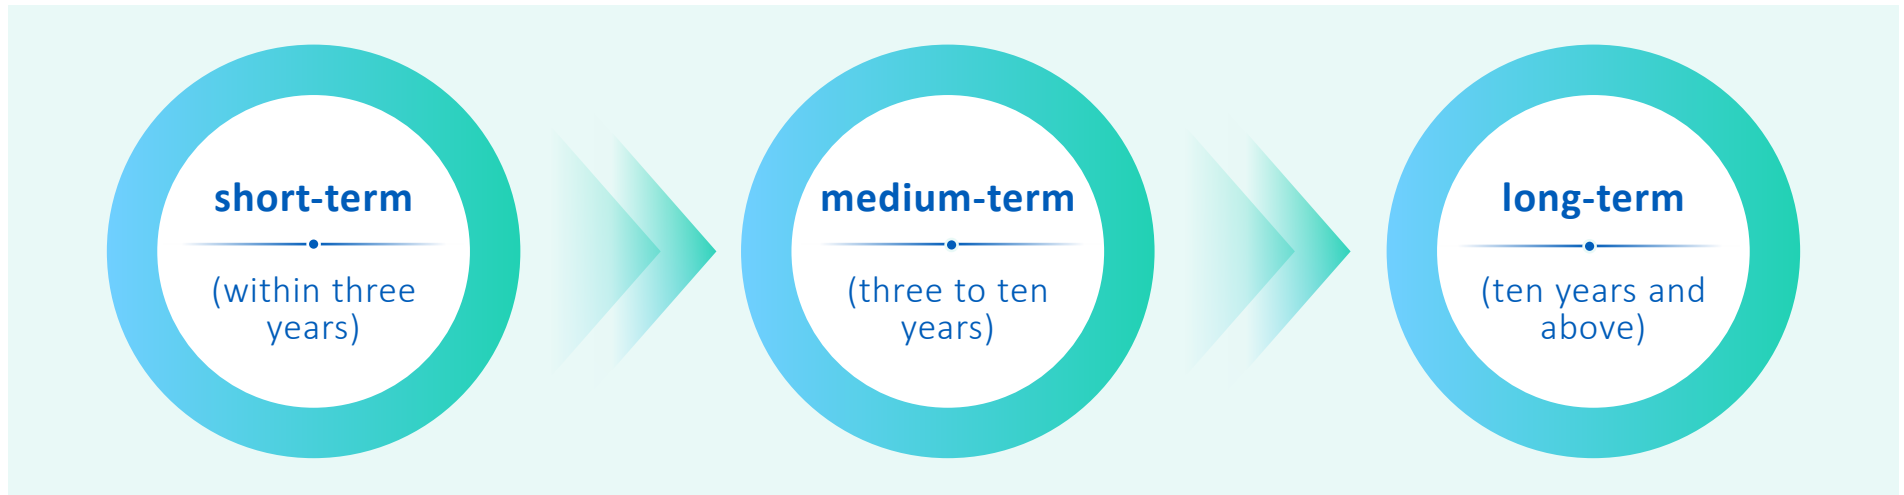 short-term
(within three
years)
medium-term
(three to ten
years)
long-term
(ten years and
above)